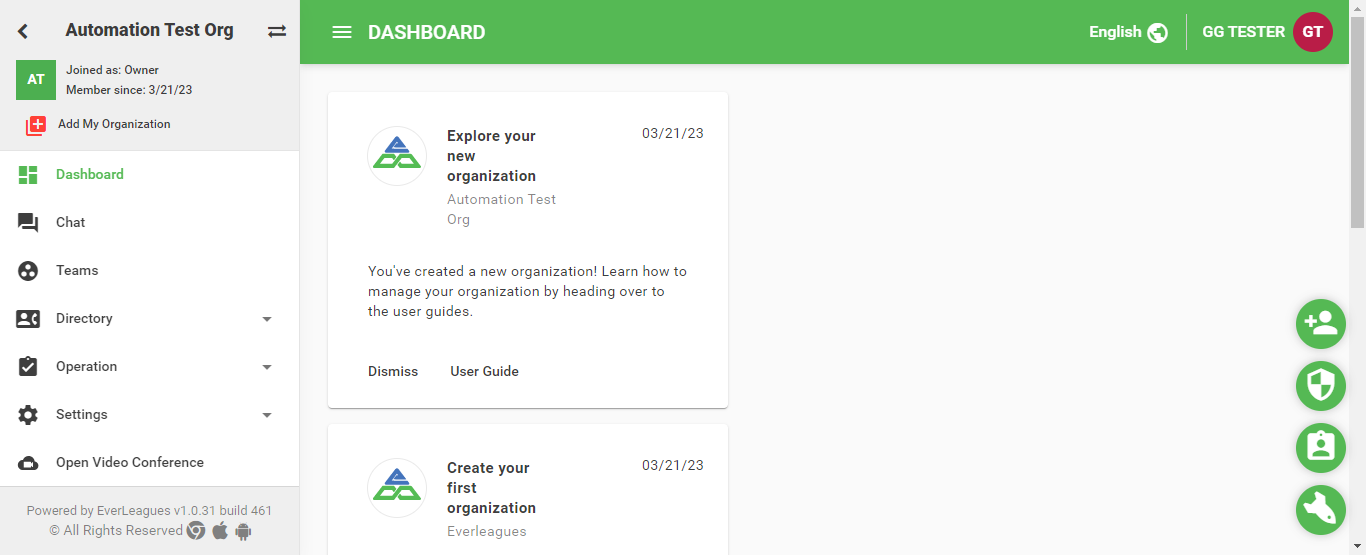 Automation Test Org
AT
Joined as: Owner
Member since: 3/21/23
Add My Organization
Dashboard
Chat
Teams
Directory
Operation
Settings
Open Video Conference
Powered by EverLeagues v1.0.31 build 461
© All Rights Reserved
DASHBOARD
English
GG TESTER
GT
Explore your
new
organization
03/21/23
Automation Test
Org
You've created a new organization! Learn how to
manage your organization by heading over to
the user guides.
Dismiss User Guide
Create your
first
organization
03/21/23
Everleagues